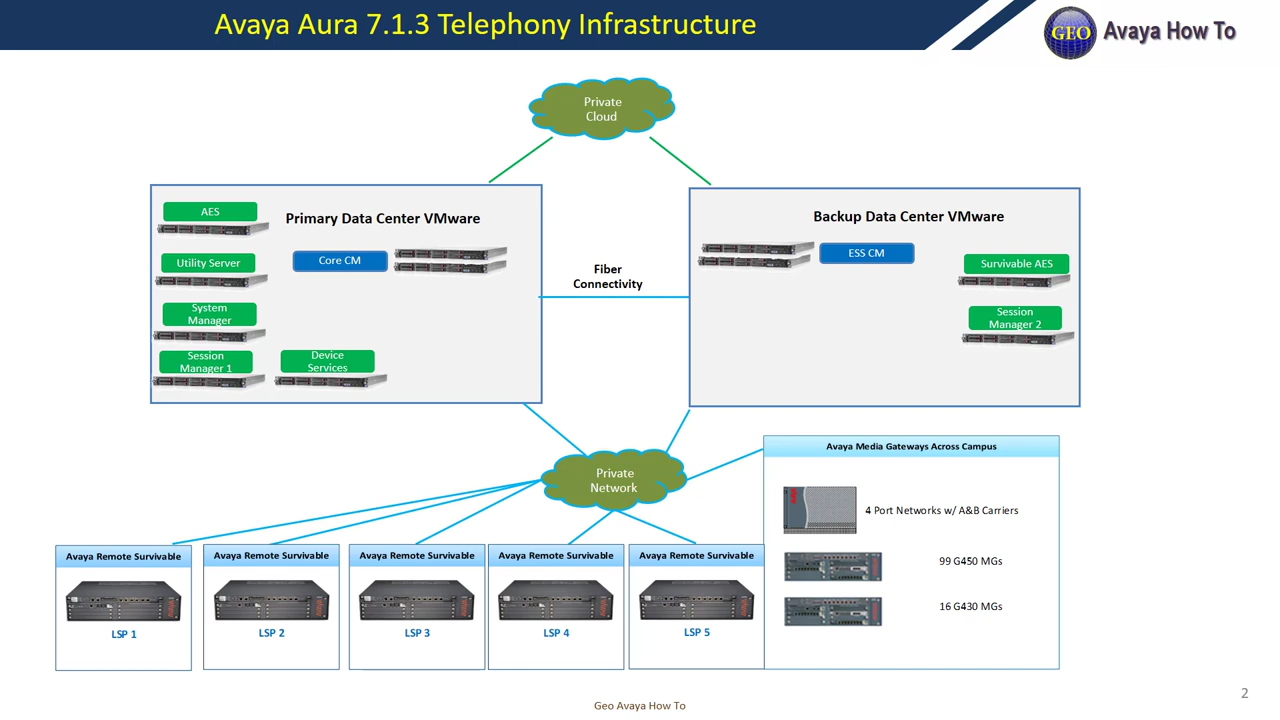 Avaya Aura 7.1.3 Telephony Infrastructure
GEO
Avaya How To
Private
Cloud
AES
Primary Data Center VMware
Utility Server
Core CM
System
Manager
Session
Manager 1
Device
Services
Fiber
Connectivity
Backup Data Center VMware
ESS CM
Survivable AES
Session
Manager 2
Private
Network
Avaya Media Gateways Across Campus
4 Port Networks w/ A&B Carriers
99 G450 MGs
16 G430 MGs
Avaya Remote Survivable
LSP 1
Avaya Remote Survivable
LSP 2
Avaya Remote Survivable
LSP 3
Avaya Remote Survivable
LSP 4
Avaya Remote Survivable
LSP 5
Geo Avaya How To
2